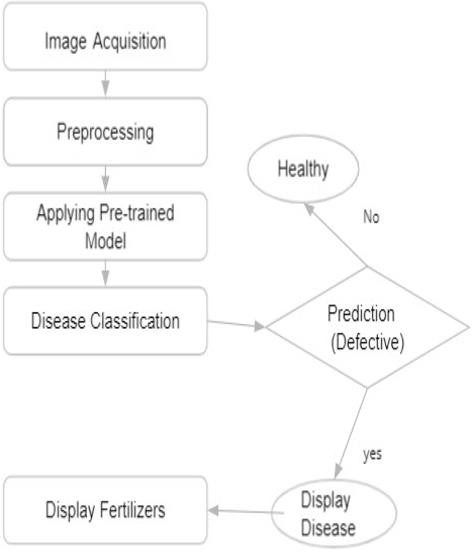 Image Acquisition
Preprocessing
Applying Pre-trained
Model
Disease Classification
Prediction
(Defective)
No
Healthy
yes
Display
Disease
Display Fertilizers